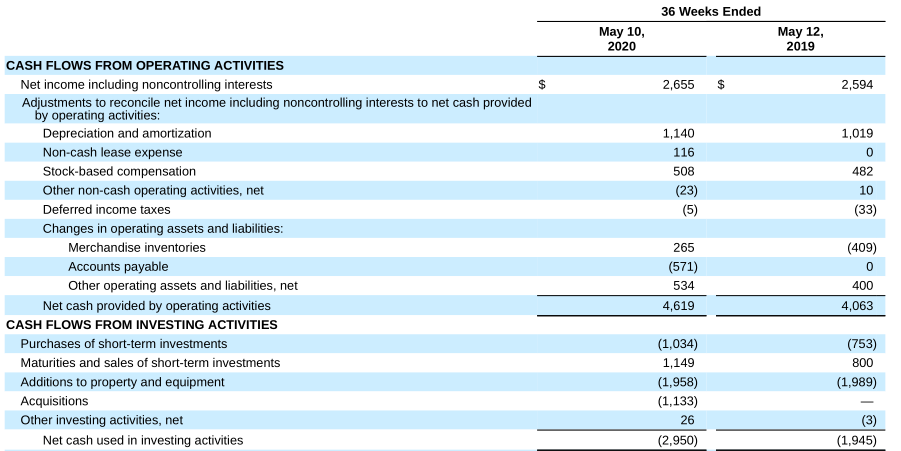 36 Weeks Ended
May 10, May 12,
2020 2019
CASH FLOWS FROM OPERATING ACTIVITIES
Net income including noncontrolling interests $ 2,655 $ 2,594
Adjustments to reconcile net income including noncontrolling interests to net cash provided
by operating activities:
Depreciation and amortization 1,140 1,019
Non-cash lease expense 116 0
Stock-based compensation 508 482
Other non-cash operating activities, net (23) 10
Deferred income taxes (5) (33)
Changes in operating assets and liabilities:
Merchandise inventories 265 (409)
Accounts payable (571) 0
Other operating assets and liabilities, net 534 400
Net cash provided by operating activities 4,619 4,063
CASH FLOWS FROM INVESTING ACTIVITIES
Purchases of short-term investments (1,034) (753)
Maturities and sales of short-term investments 1,149 800
Additions to property and equipment (1,958) (1,989)
Acquisitions (1,133) —
Other investing activities, net 26 (3)
Net cash used in investing activities (2,950) (1,945)